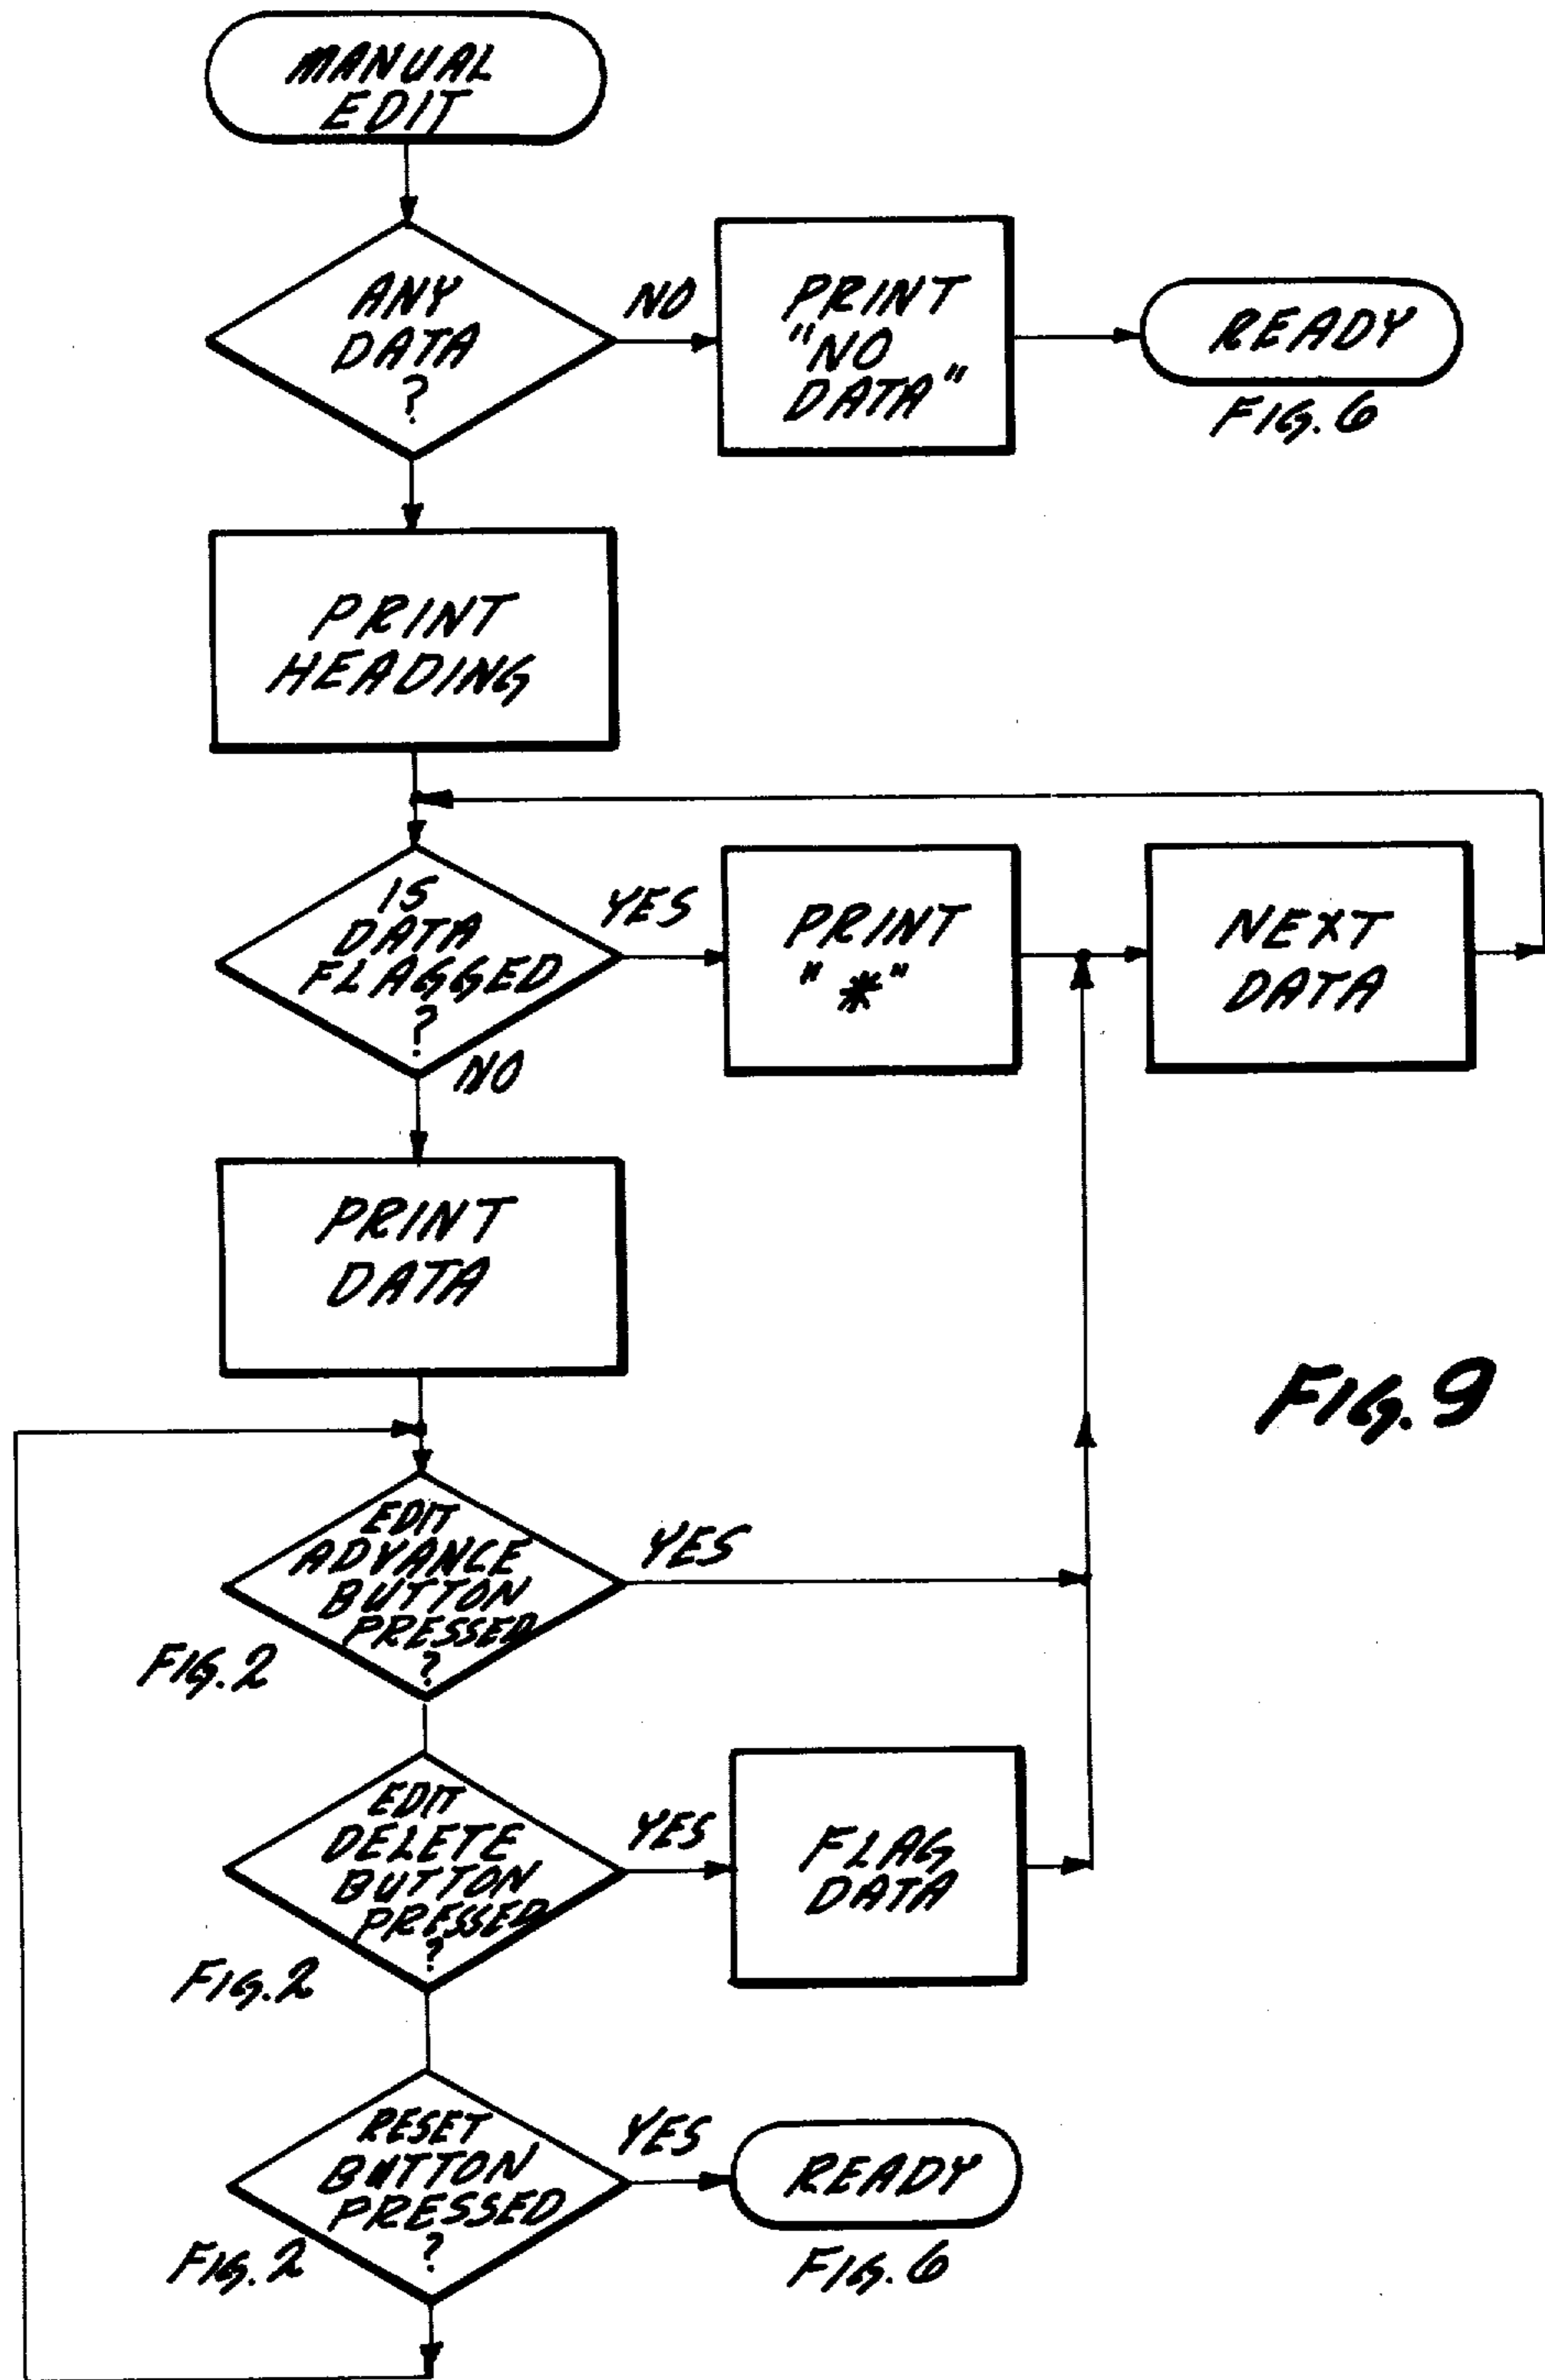 MANUAL
EDIT
ANY
DATA
?
NO
PRINT
"NO
DATA"
READY
FIG. 6
PRINT
HEADING
IS
DATA
FLAGGED
?
YES
NO
PRINT
"*"
NEXT
DATA
PRINT
DATA
FIG. 9
EDIT
ADVANCE
BUTTON
PRESSED
?
YES
FIG. 2
EDIT
DELETE
BUTTON
PRESSED
?
YES
FLAG
DATA
FIG. 2
RESET
BUTTON
PRESSED
?
YES
READY
FIG. 2
FIG. 6